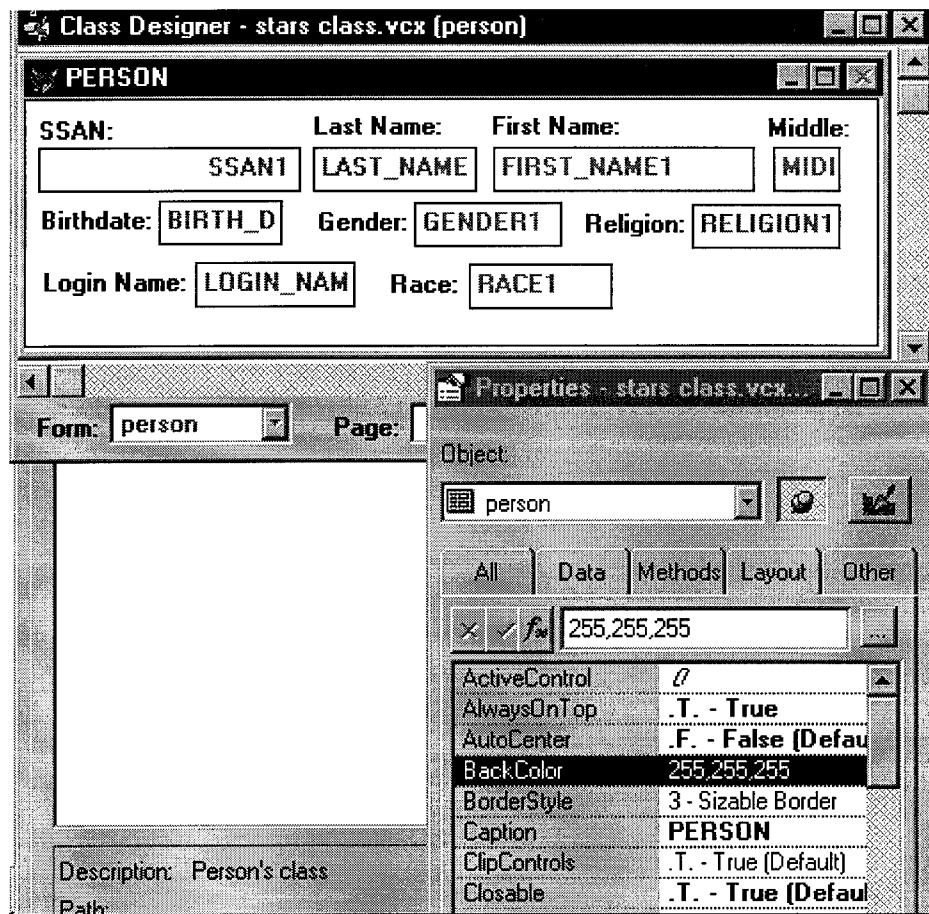 Class Designer - stars class.vcx (person)
PERSON
SSAN: Last Name: First Name: Middle:
SSAN1 LAST_NAME FIRST_NAME1 MIDI
Birthdate: BIRTH_D Gender: GENDER1 Religion: RELIGION1
Login Name: LOGIN_NAM Race: RACE1
Properties - stars class.vcx...
Form: person Page:
Object:
person
All Data Methods Layout Other
255,255,255 ...
ActiveControl 0
AlwaysOnTop .T. - True
AutoCenter .F. - False (Defau
BackColor 255,255,255
BorderStyle 3 - Sizable Border
Caption PERSON
ClipControls .T. - True (Default)
Closable .T. - True (Defaul
Description: Person's class
Path: